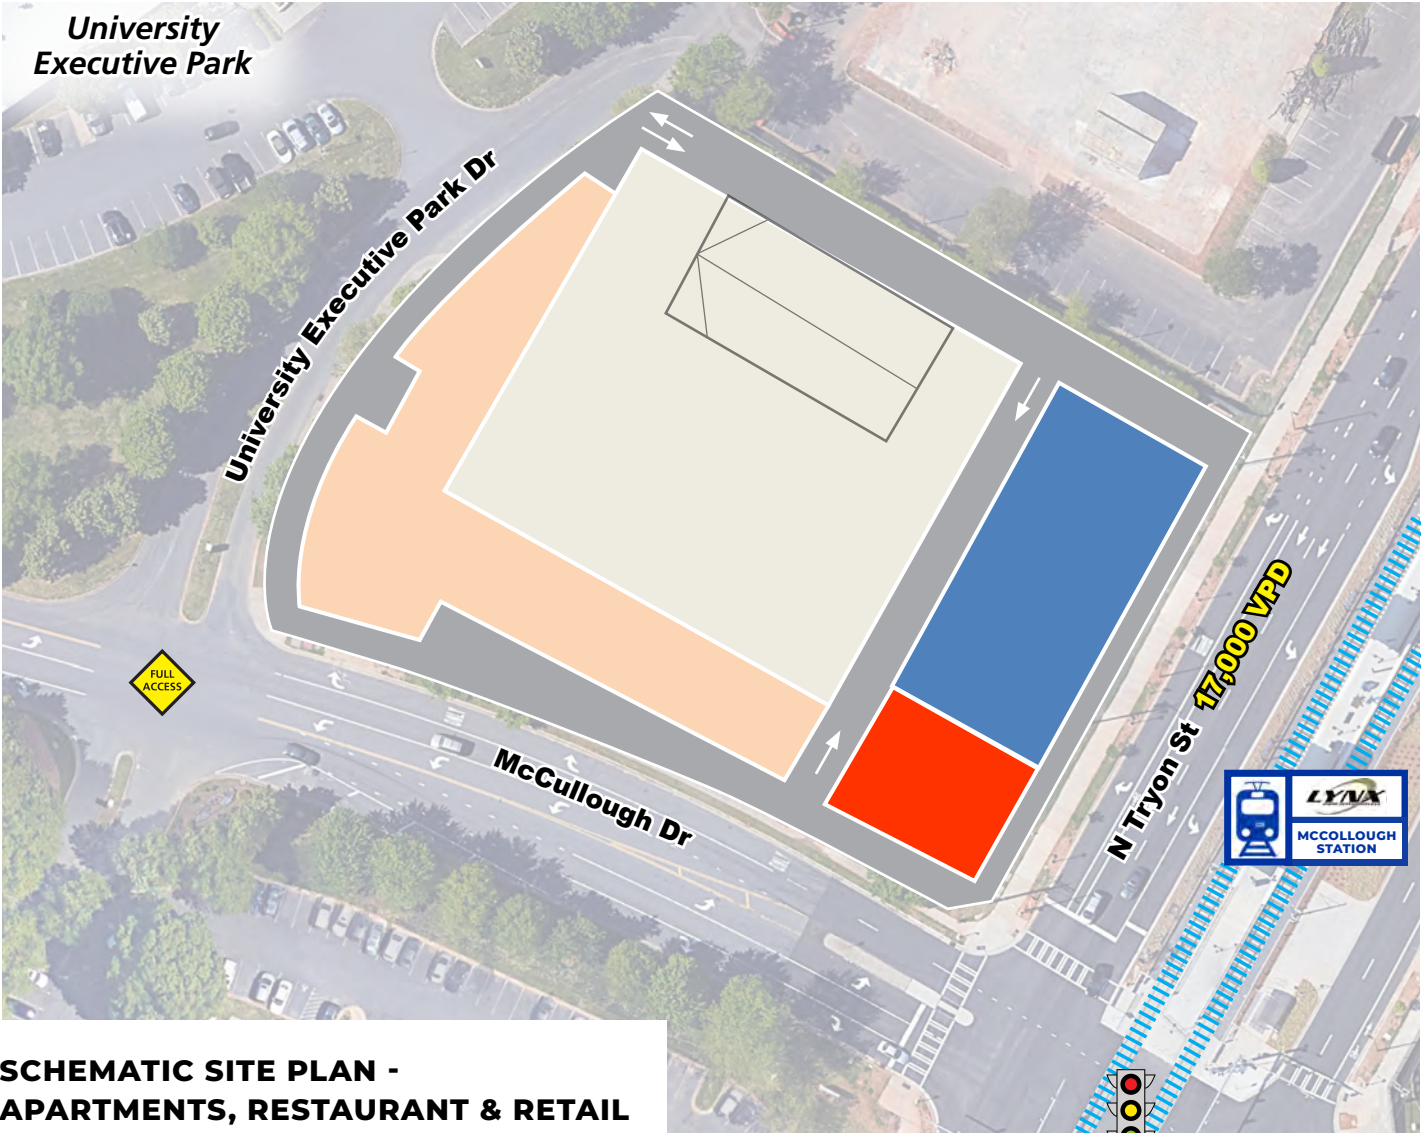 University
Executive Park
University Executive Park Dr
FULL
ACCESS
McCullough Dr
N Tryon St 17,000 VPD
LYNX
MCCOLLOUGH
STATION
SCHEMATIC SITE PLAN -
APARTMENTS, RESTAURANT & RETAIL